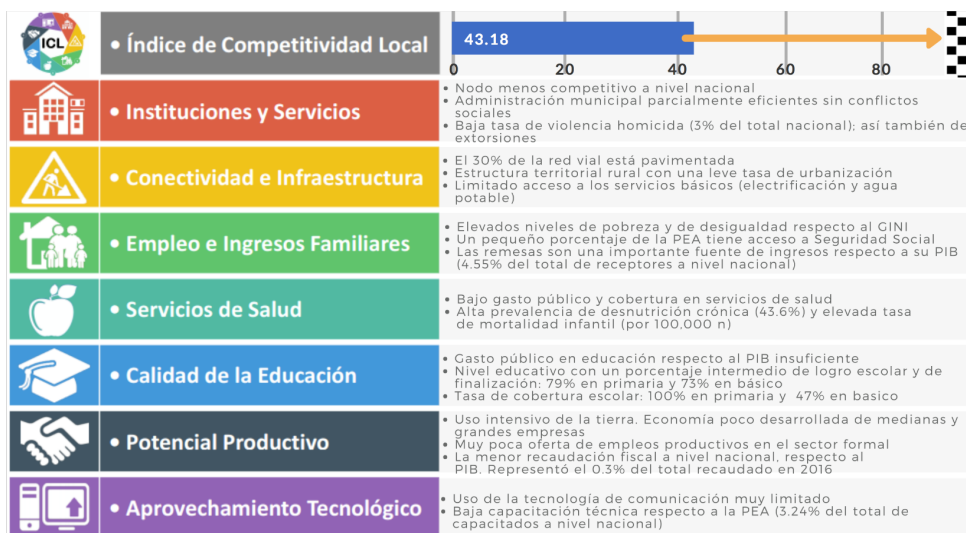 ICL
• Índice de Competitividad Local
43.18
0 20 40 60 80
• Instituciones y Servicios
• Nodo menos competitivo a nivel nacional
• Administración municipal parcialmente eficientes sin conflictos
sociales
• Baja tasa de violencia homicida (3% del total nacional); así también de
extorsiones
• Conectividad e Infraestructura
• El 30% de la red vial está pavimentada
• Estructura territorial rural con una leve tasa de urbanización
• Limitado acceso a los servicios básicos (electrificación y agua
potable)
• Empleo e Ingresos Familiares
• Elevados niveles de pobreza y de desigualdad respecto al GINI
• Un pequeño porcentaje de la PEA tiene acceso a Seguridad Social
• Las remesas son una importante fuente de ingresos respecto a su PIB
(4.55% del total de receptores a nivel nacional)
• Servicios de Salud
• Bajo gasto público y cobertura en servicios de salud
• Alta prevalencia de desnutrición crónica (43.6%) y elevada tasa
de mortalidad infantil (por 100,000 n)
• Calidad de la Educación
• Gasto público en educación respecto al PIB insuficiente
• Nivel educativo con un porcentaje intermedio de logro escolar y de
finalización: 79% en primaria y 73% en básico
• Tasa de cobertura escolar: 100% en primaria y 47% en basico
• Potencial Productivo
• Uso intensivo de la tierra. Economía poco desarrollada de medianas y
grandes empresas
• Muy poca oferta de empleos productivos en el sector formal
• La menor recaudación fiscal a nivel nacional, respecto al
PIB. Representó el 0.3% del total recaudado en 2016
• Aprovechamiento Tecnológico
• Uso de la tecnología de comunicación muy limitado
• Baja capacitación técnica respecto a la PEA (3.24% del total de
capacitados a nivel nacional)